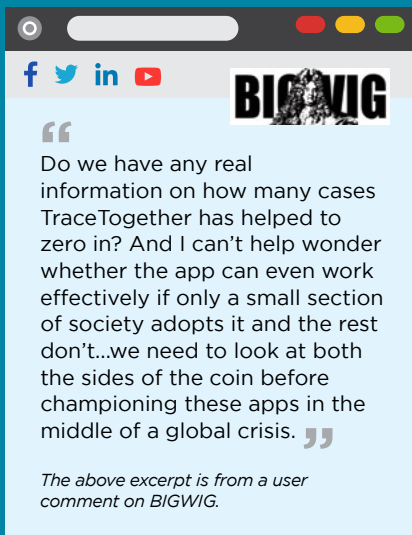 BIGWIG
“
Do we have any real
information on how many cases
TraceTogether has helped to
zero in? And I can’t help wonder
whether the app can even work
effectively if only a small section
of society adopts it and the rest
don’t...we need to look at both
the sides of the coin before
championing these apps in the
middle of a global crisis. ”
The above excerpt is from a user
comment on BIGWIG.